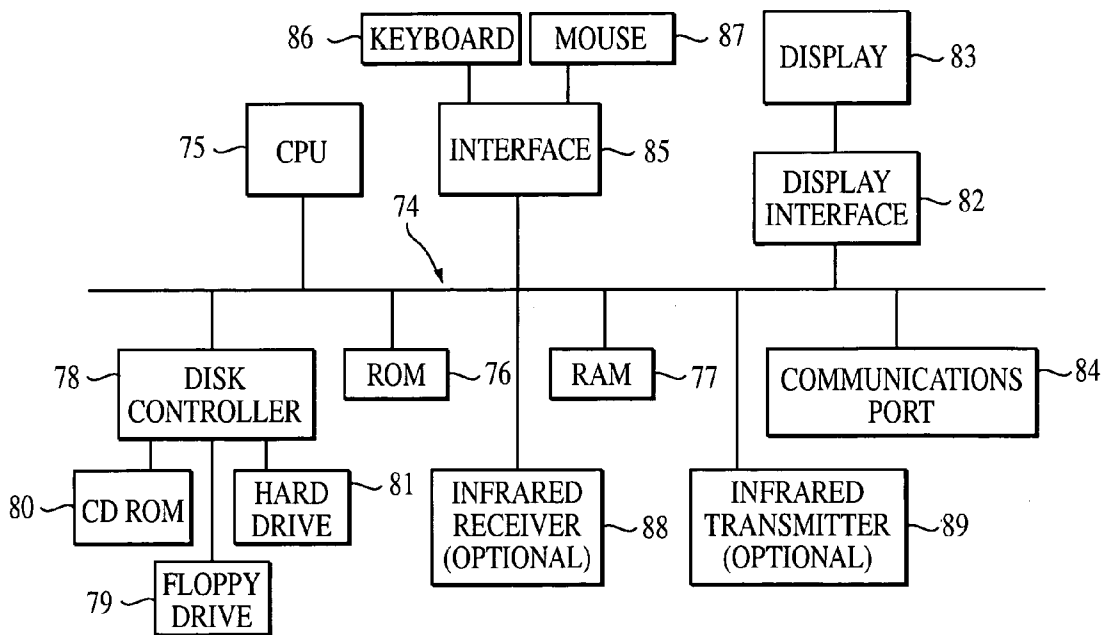 86
KEYBOARD
MOUSE
87
DISPLAY
83
75
CPU
INTERFACE
85
DISPLAY
INTERFACE
82
74
78
DISK
CONTROLLER
ROM
76
RAM
77
COMMUNICATIONS
PORT
84
80
CD ROM
HARD
DRIVE
81
INFRARED
RECEIVER
(OPTIONAL)
88
INFRARED
TRANSMITTER
(OPTIONAL)
89
79
FLOPPY
DRIVE